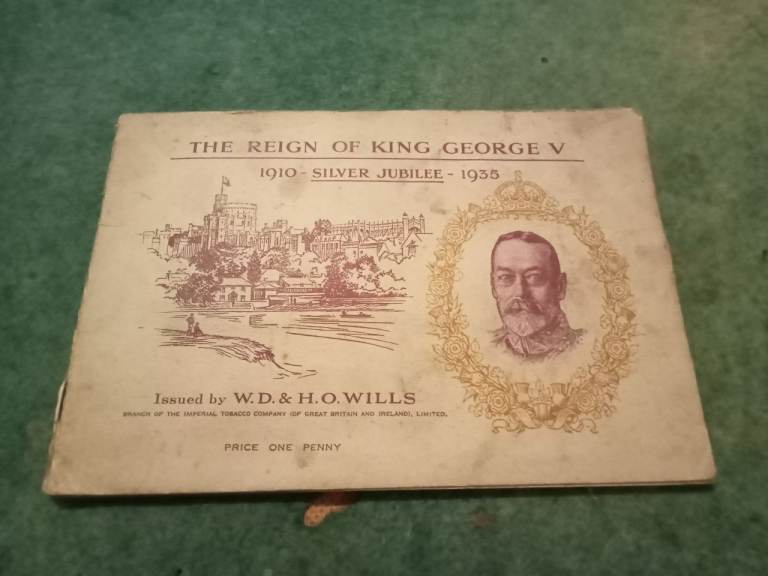 THE REIGN OF KING GEORGE V
1910 - SILVER JUBILEE - 1935
Issued by W.D. & H.O. WILLS
BRANCH OF THE IMPERIAL TOBACCO COMPANY (OF GREAT BRITAIN AND IRELAND), LIMITED.
PRICE ONE PENNY